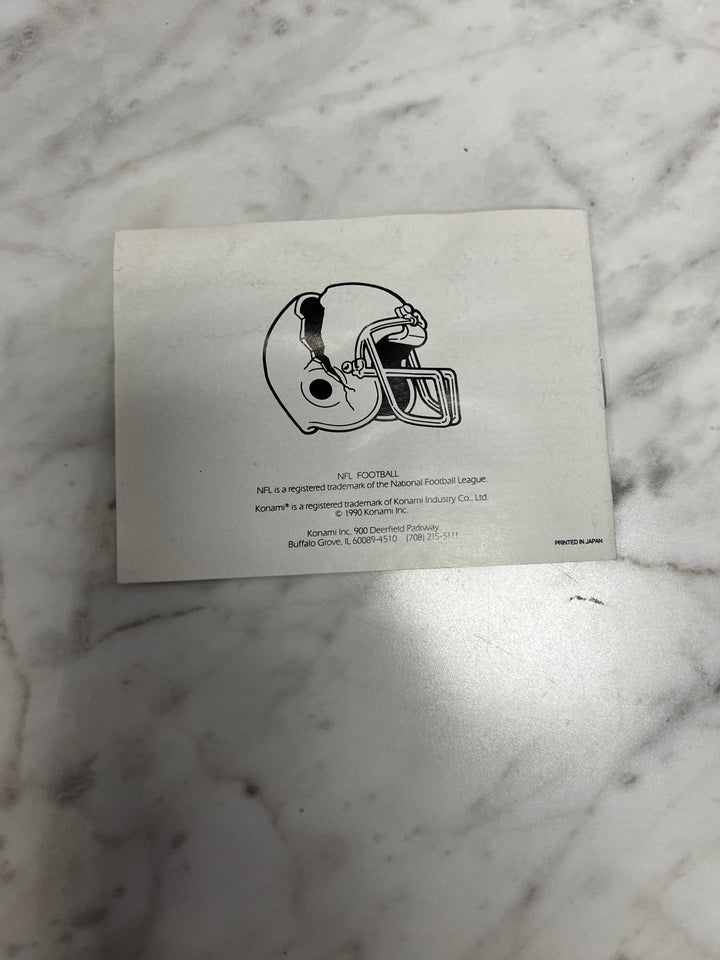 NFL FOOTBALL
NFL is a registered trademark of the National Football League.
Konami® is a registered trademark of Konami Industry Co., Ltd
© 1990 Konami Inc.
Konami Inc. 900 Deerfield Parkway
Buffalo Grove, IL 60089-4510 (708) 215-5111
PRINTED IN JAPAN